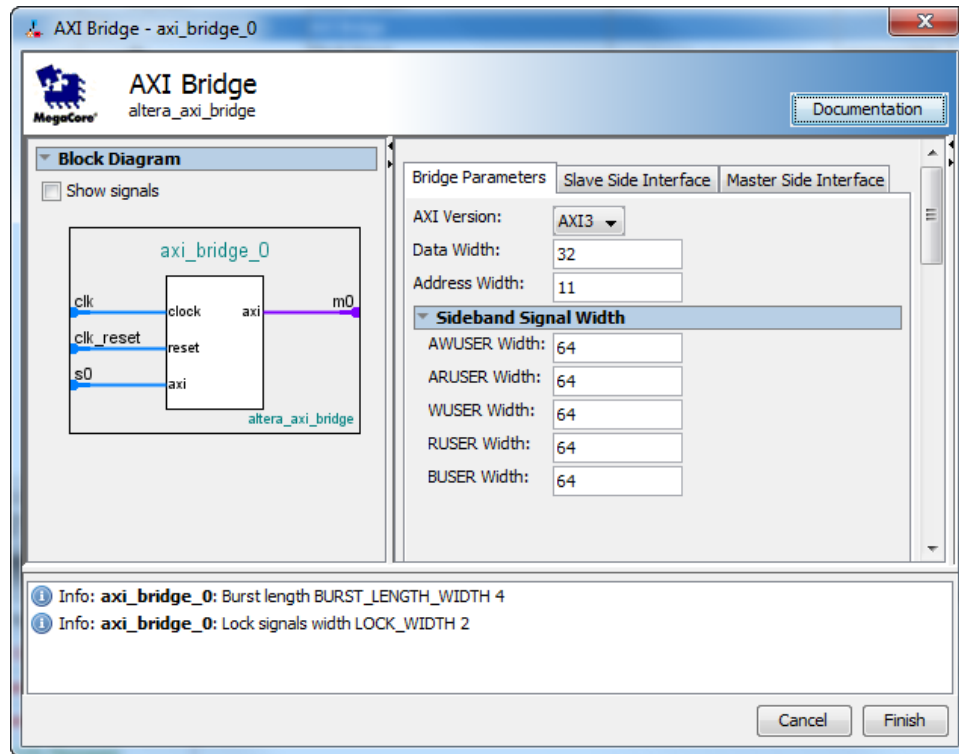 AXI Bridge - axi_bridge_0
AXI Bridge
altera_axi_bridge
MegaCore®
Documentation
Block Diagram
Show signals
axi_bridge_0
clk
clock
axi
m0
clk_reset
reset
s0
axi
altera_axi_bridge
Bridge Parameters Slave Side Interface Master Side Interface
AXI Version: AXI3
Data Width: 32
Address Width: 11
Sideband Signal Width
AWUSER Width: 64
ARUSER Width: 64
WUSER Width: 64
RUSER Width: 64
BUSER Width: 64
Info: axi_bridge_0: Burst length BURST_LENGTH_WIDTH 4
Info: axi_bridge_0: Lock signals width LOCK_WIDTH 2
Cancel Finish